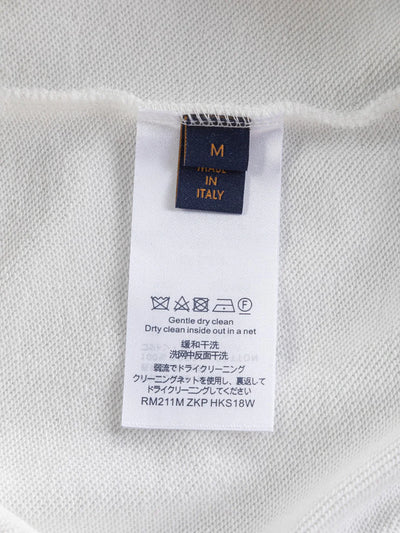 M
MADE
IN
ITALY
Gentle dry clean
Drty clean inside out in a net
缓和干洗
洗网中反面干洗
弱流でドライクリーニング
クリーニングネットを使用し、裏返して
ドライクリーニングしてください
RM211M ZKP HKS18W